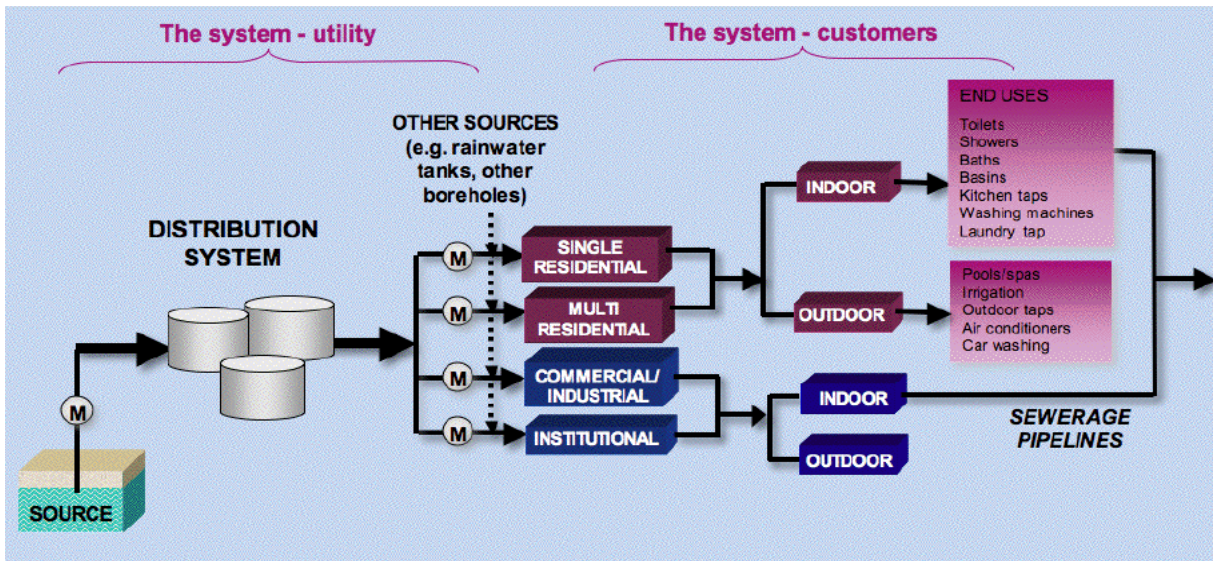 The system - utility
The system - customers
OTHER SOURCES
(e.g. rainwater
tanks, other
boreholes)
DISTRIBUTION
SYSTEM
M
SOURCE
M
M
M
M
SINGLE
RESIDENTIAL
MULTI
RESIDENTIAL
COMMERCIAL/
INDUSTRIAL
INSTITUTIONAL
INDOOR
OUTDOOR
INDOOR
OUTDOOR
END USES
Toilets
Showers
Baths
Basins
Kitchen taps
Washing machines
Laundry tap
Pools/spas
Irrigation
Outdoor taps
Air conditioners
Car washing
SEWERAGE
PIPELINES